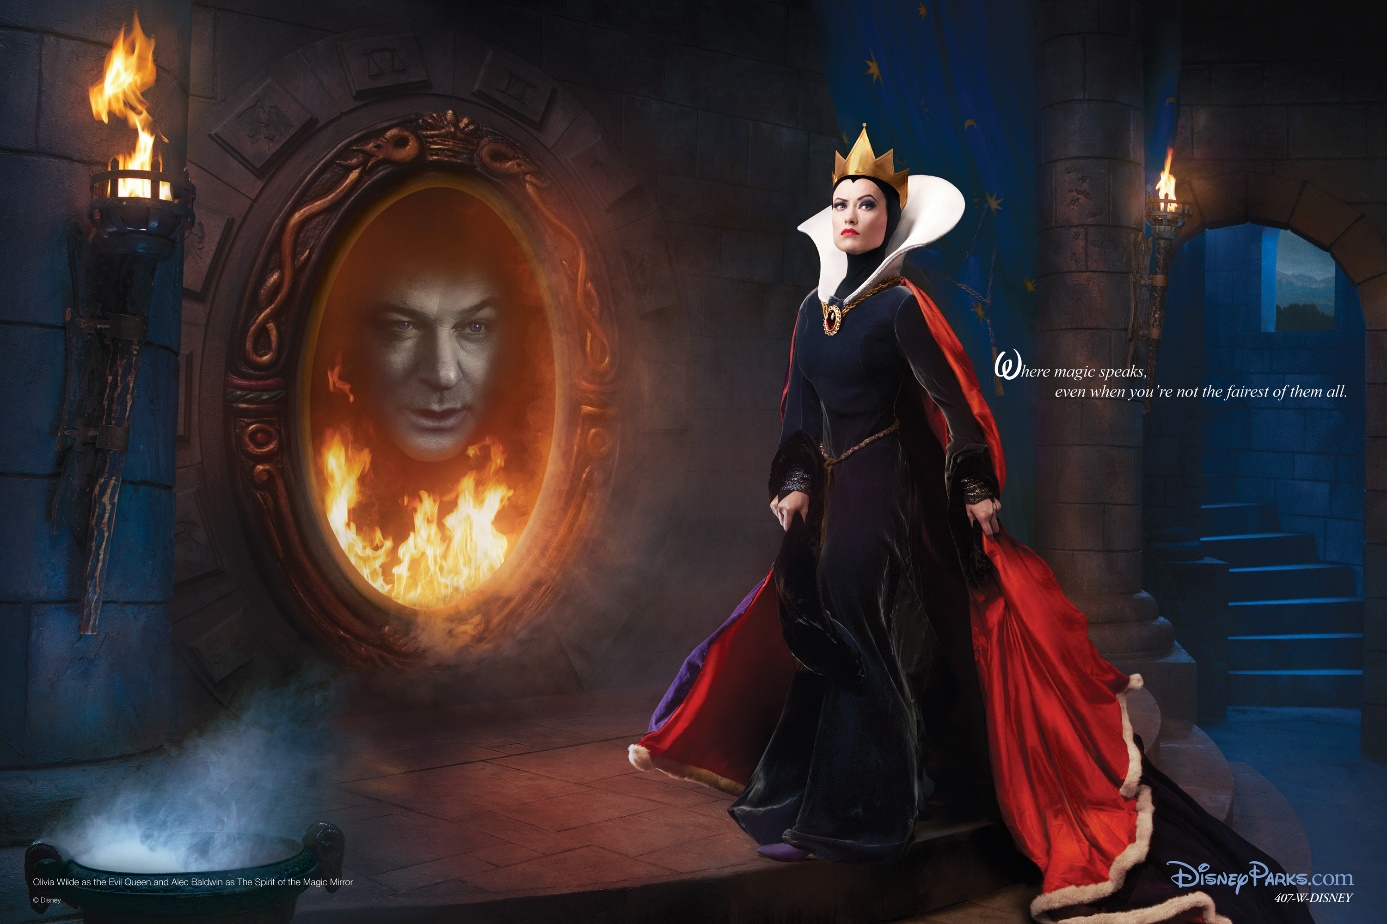 Where magic speaks,
even when you're not the fairest of them all.
Olivia Wilde as the Evil Queen and Alec Baldwin as The Spirit of the Magic Mirror
© Disney
DisneyParks.com
407-W-DISNEY